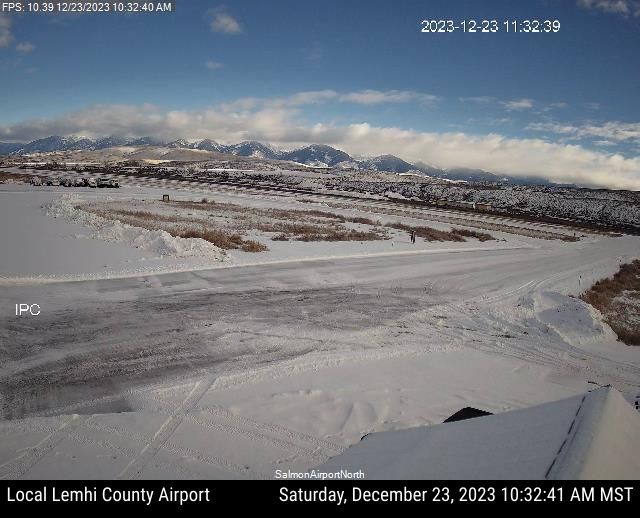 FPS: 10.39 12/23/2023 10:32:40 AM
2023-12-23 11:32:39
IPC
SalmonAirportNorth
Local Lemhi County Airport Saturday, December 23, 2023 10:32:41 AM MST